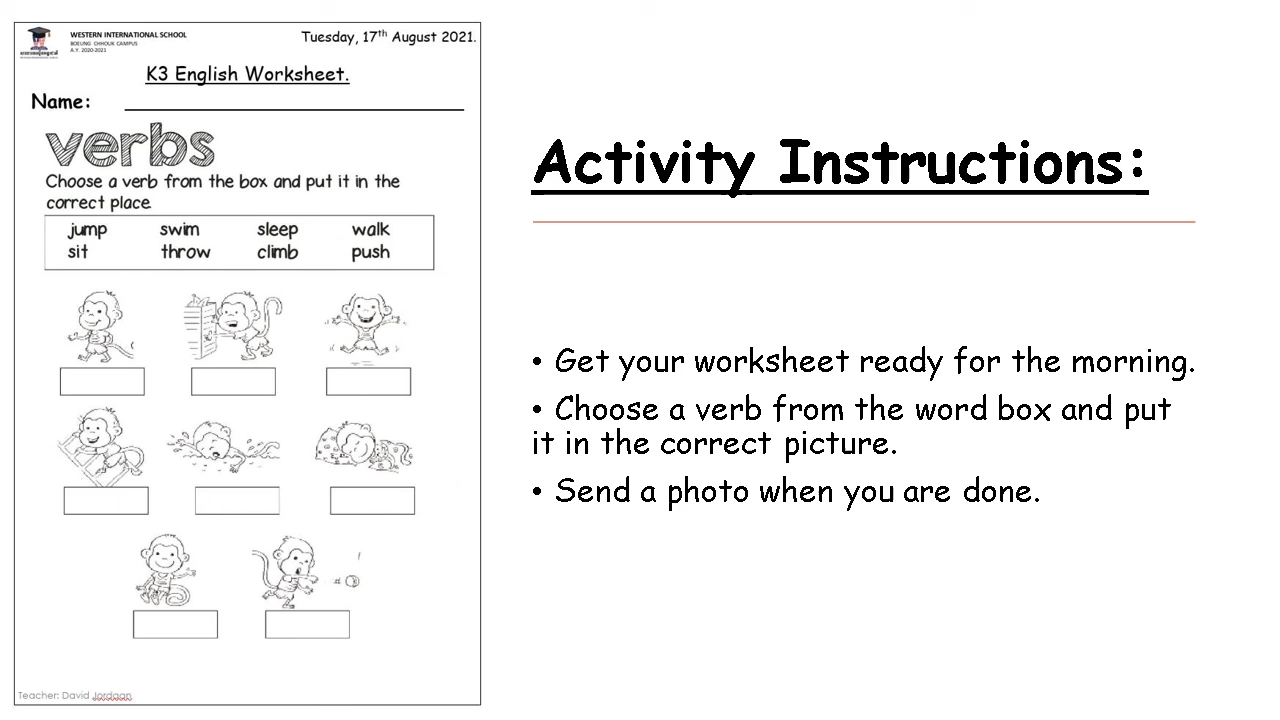 WESTERN INTERNATIONAL SCHOOL
BOEUNG CHHOUK CAMPUS
A.Y. 2020-2021
Tuesday, 17th August 2021.
K3 English Worksheet.
Name:
verbs
Choose a verb from the box and put it in the
correct place
jump swim sleep walk
sit throw climb push
Teacher: David Jordaan
Activity Instructions:
• Get your worksheet ready for the morning.
• Choose a verb from the word box and put
it in the correct picture.
• Send a photo when you are done.